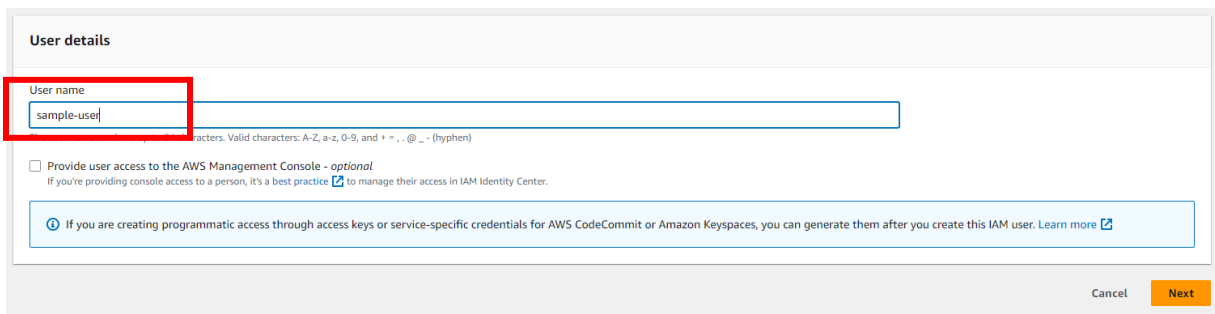 User details
User name
sample-user
characters. Valid characters: A-Z, a-z, 0-9, and + = , . @ _ - (hyphen)
Provide user access to the AWS Management Console - optional
If you're providing console access to a person, it's a best practice to manage their access in IAM Identity Center.
If you are creating programmatic access through access keys or service-specific credentials for AWS CodeCommit or Amazon Keyspaces, you can generate them after you create this IAM user. Learn more
Cancel Next